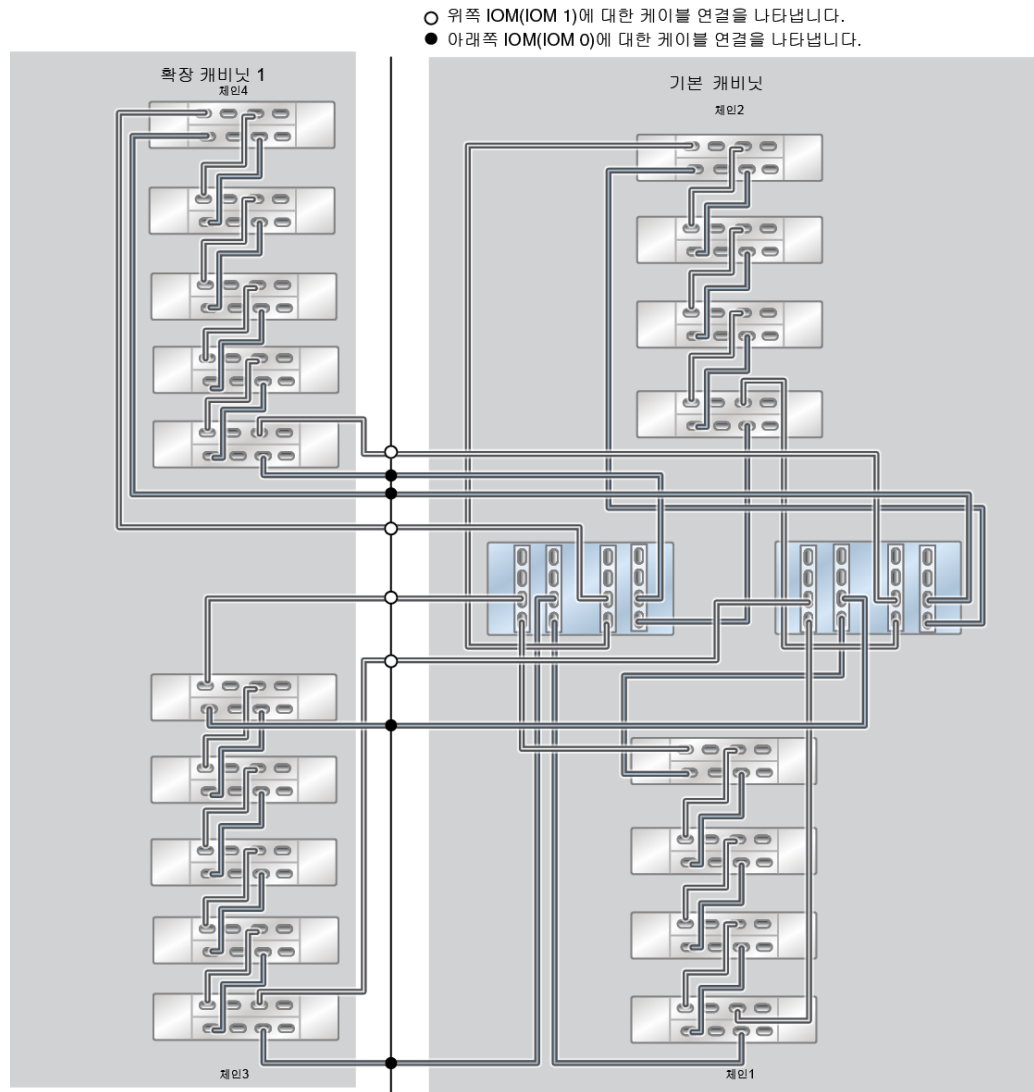 위쪽 IOM(IOM 1)에 대한 케이블 연결을 나타냅니다.
아래쪽 IOM(IOM 0)에 대한 케이블 연결을 나타냅니다.
확장 캐비닛 1
체인4
기본 캐비닛
체인2
체인3
체인1